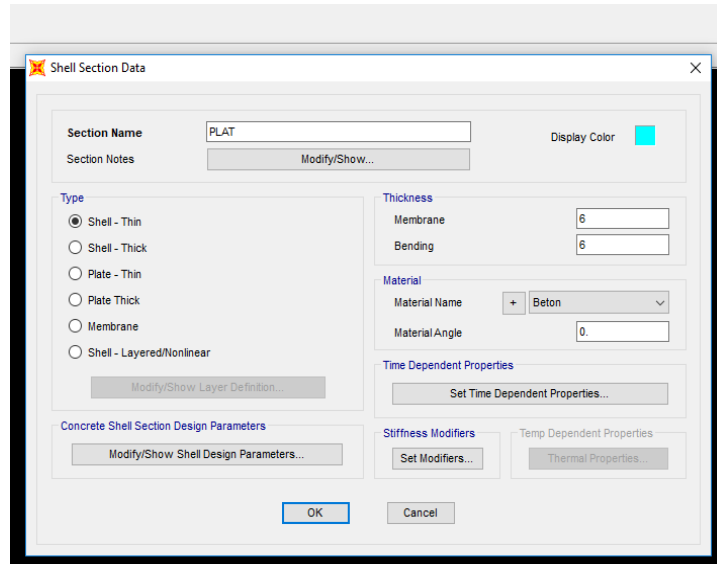 Shell Section Data
Section Name PLAT
Display Color
Section Notes Modify/Show...
Type
Shell - Thin
Shell - Thick
Plate - Thin
Plate Thick
Membrane
Shell - Layered/Nonlinear
Modify/Show Layer Definition...
Concrete Shell Section Design Parameters
Modify/Show Shell Design Parameters...
Thickness
Membrane 6
Bending 6
Material
Material Name + Beton
Material Angle 0.
Time Dependent Properties
Set Time Dependent Properties...
Stiffness Modifiers
Set Modifiers...
Temp Dependent Properties
Thermal Properties...
OK
Cancel